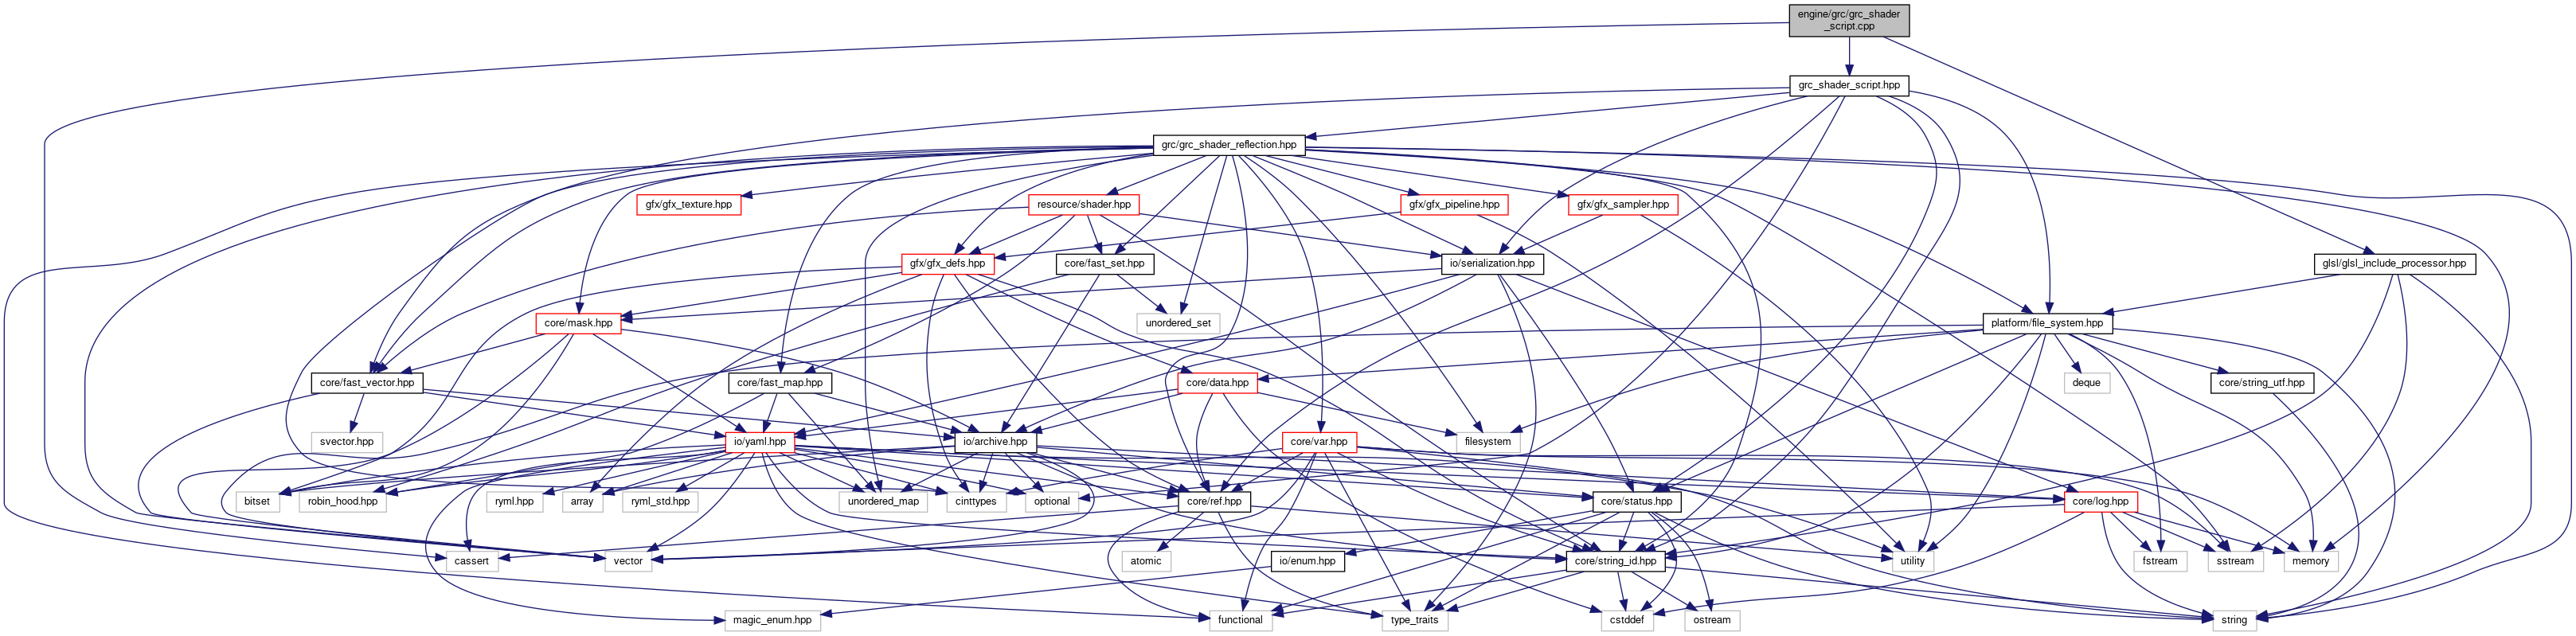 engine/grc/grc_shader
_script.cpp
grc_shader_script.hpp
grc/grc_shader_reflection.hpp
gfx/gfx_texture.hpp
resource/shader.hpp
gfx/gfx_pipeline.hpp
gfx/gfx_sampler.hpp
gfx/gfx_defs.hpp
core/fast_set.hpp
io/serialization.hpp
glsl/glsl_include_processor.hpp
core/mask.hpp
unordered_set
platform/file_system.hpp
core/fast_vector.hpp
core/fast_map.hpp
core/data.hpp
deque
core/string_utf.hpp
svector.hpp
io/yaml.hpp
io/archive.hpp
core/var.hpp
filesystem
bitset
robin_hood.hpp
ryml.hpp
array
ryml_std.hpp
unordered_map
cinttypes
optional
core/ref.hpp
core/status.hpp
core/log.hpp
cassert
vector
atomic
io/enum.hpp
core/string_id.hpp
utility
fstream
sstream
memory
magic_enum.hpp
functional
type_traits
cstddef
ostream
string